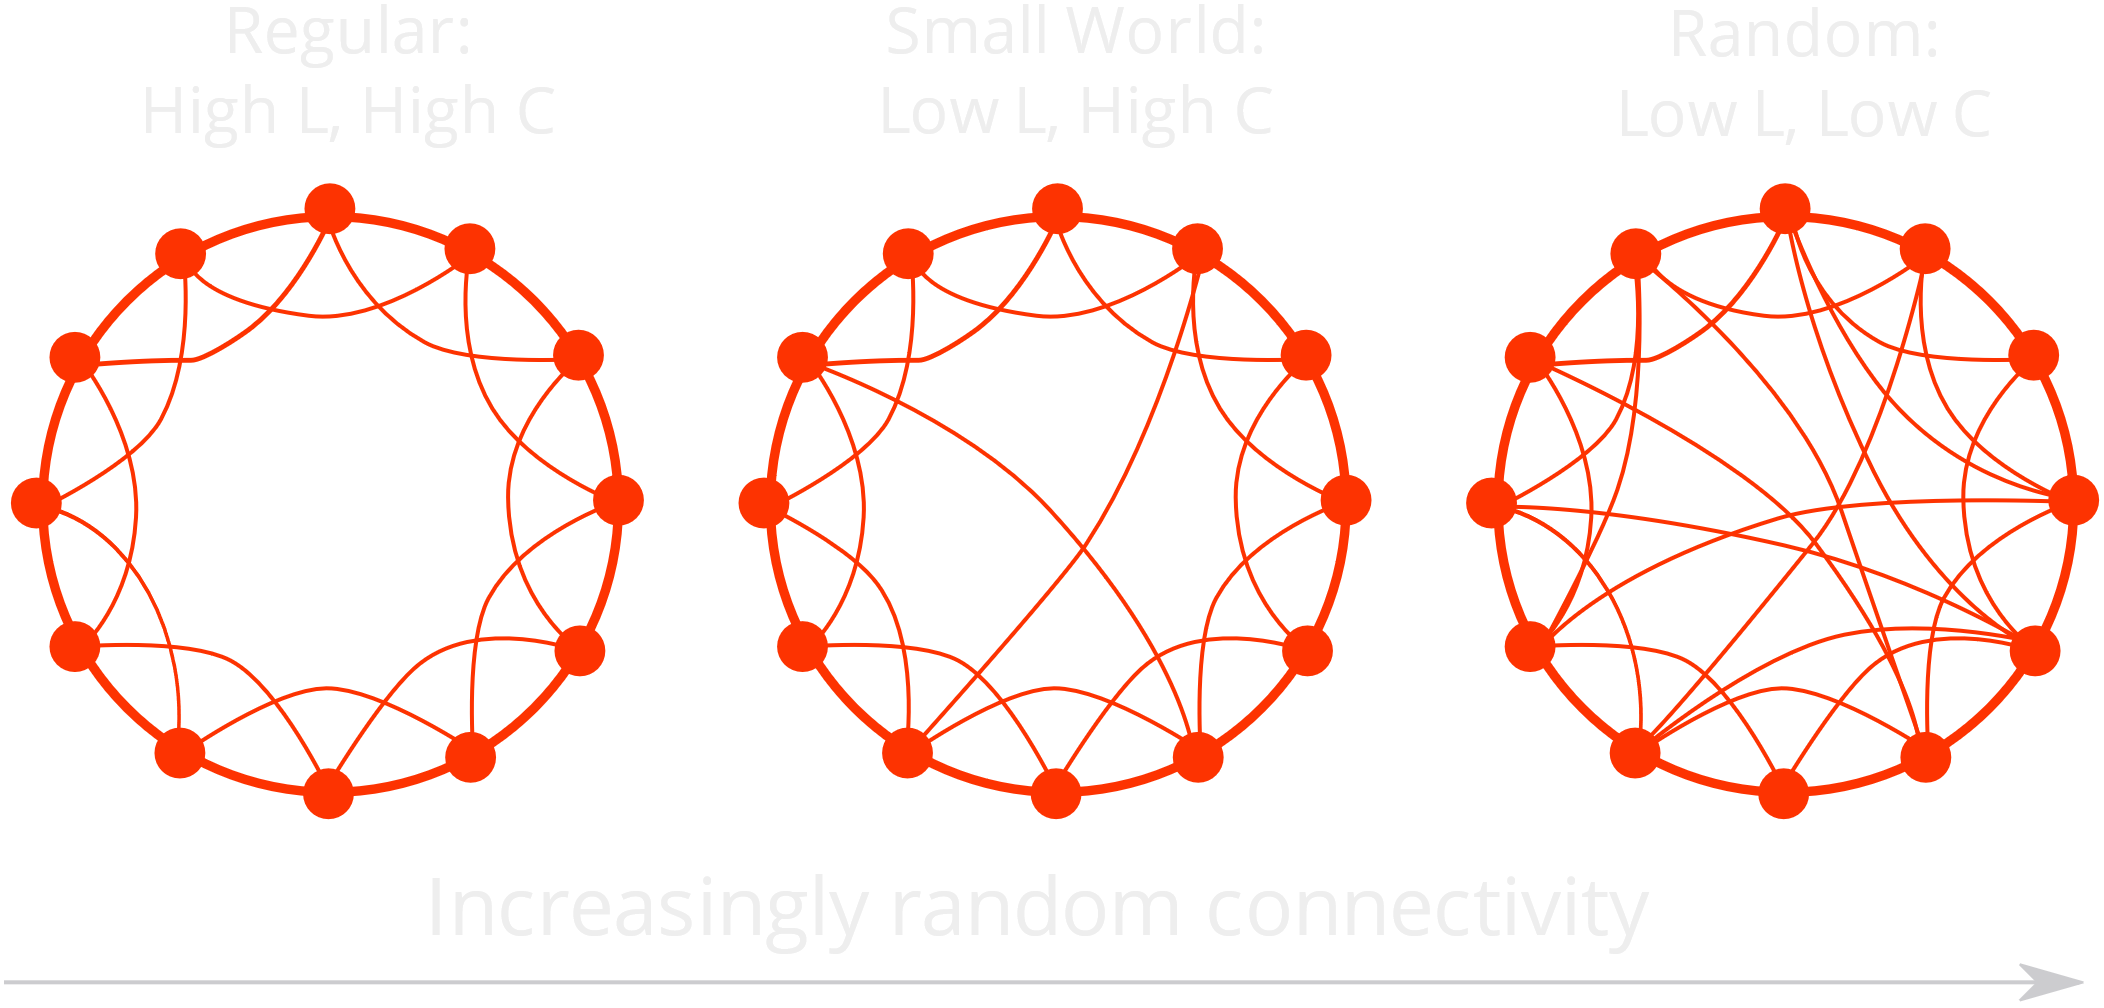 Regular:
High L, High C
Small World:
Low L, High C
Random:
Low L, Low C
Increasingly random connectivity